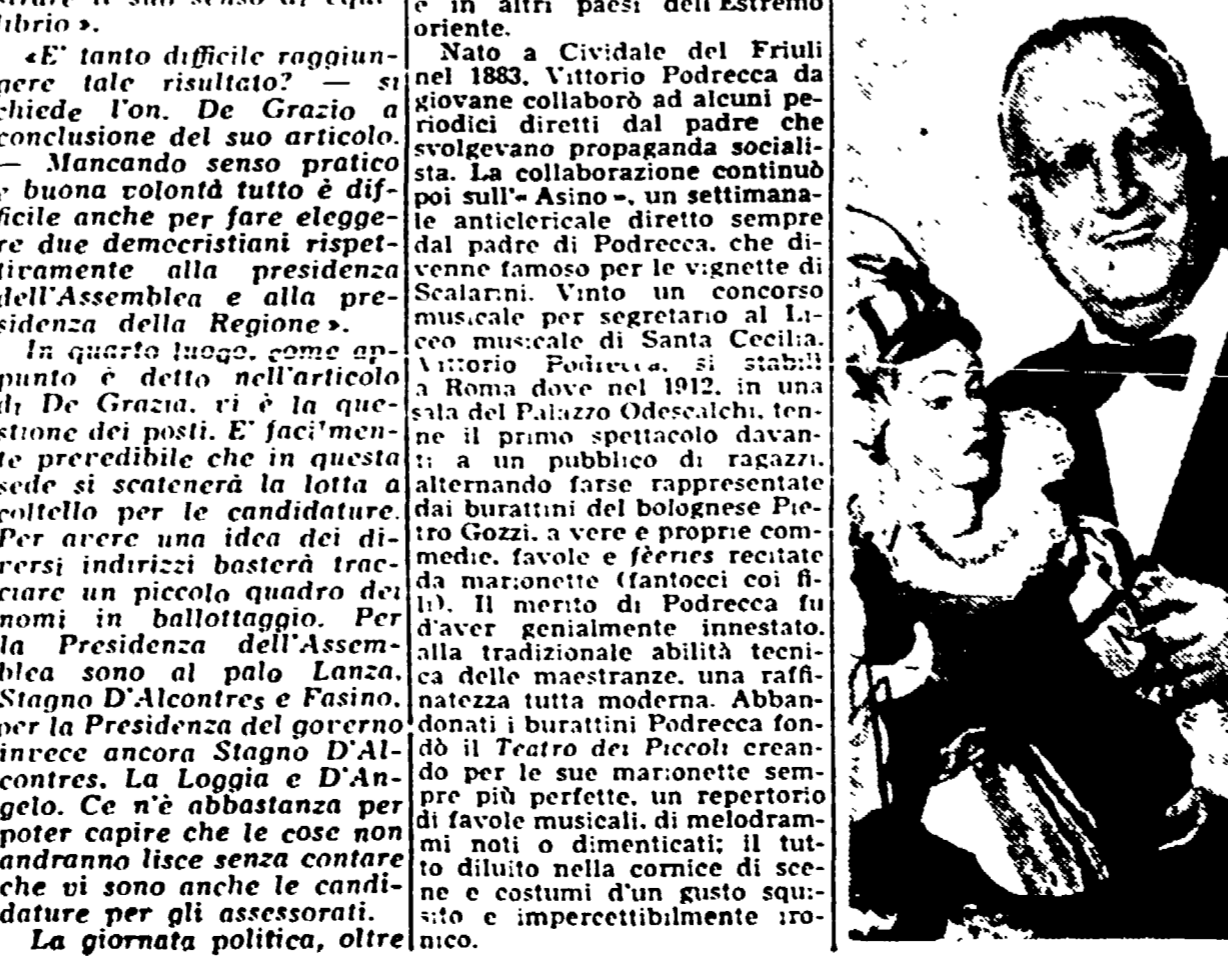 librio ».
«E' tanto difficile raggiun-
gere tale risultato? — si
chiede l'on. De Grazio a
conclusione del suo articolo.
— Mancando senso pratico
e buona volontà tutto è dif-
ficile anche per fare elegge-
re due democristiani rispet-
tivamente alla presidenza
dell'Assemblea e alla pre-
sidenza della Regione ».
In quarto luogo, come ap-
punto è detto nell'articolo
di De Grazia, vi è la que-
stione dei posti. E' facilmen-
te prevedibile che in questa
sede si scatenerà la lotta a
coltello per le candidature.
Per avere una idea dei di-
versi indirizzi basterà trac-
ciare un piccolo quadro dei
nomi in ballottaggio. Per
la Presidenza dell'Assem-
blea sono al palo Lanza,
Stagno D'Alcontres e Fasino,
per la Presidenza del governo
invece ancora Stagno D'Al-
contres, La Loggia e D'An-
gelo. Ce n'è abbastanza per
poter capire che le cose non
andranno lisce senza contare
che vi sono anche le candi-
dature per gli assessorati.
La giornata politica, oltre
e in altri paesi dell'Estremo
oriente.
Nato a Cividale del Friuli
nel 1883, Vittorio Podrecca da
giovane collaborò ad alcuni pe-
riodici diretti dal padre che
svolgevano propaganda sociali-
sta. La collaborazione continuò
poi sull'« Asino », un settimana-
le anticlericale diretto sempre
dal padre di Podrecca, che di-
venne famoso per le vignette di
Scalarini. Vinto un concorso
musicale per segretario al Li-
ceo musicale di Santa Cecilia,
Vittorio Podrecca, si stabilì
a Roma dove nel 1912, in una
sala del Palazzo Odescalchi, ten-
ne il primo spettacolo davan-
ti a un pubblico di ragazzi,
alternando farse rappresentate
dai burattini del bolognese Pie-
tro Gozzi, a vere e proprie com-
medie, favole e féeries recitate
da marionette (fantocci coi fi-
li). Il merito di Podrecca fu
d'aver genialmente innestato,
alla tradizionale abilità tecni-
ca delle maestranze, una raffi-
natezza tutta moderna. Abban-
donati i burattini Podrecca fon-
dò il Teatro dei Piccoli crean-
do per le sue marionette sem-
pre più perfette, un repertorio
di favole musicali, di melodram-
mi noti o dimenticati; il tut-
to diluito nella cornice di sce-
ne e costumi d'un gusto squi-
sito e impercettibilmente iro-
nico.